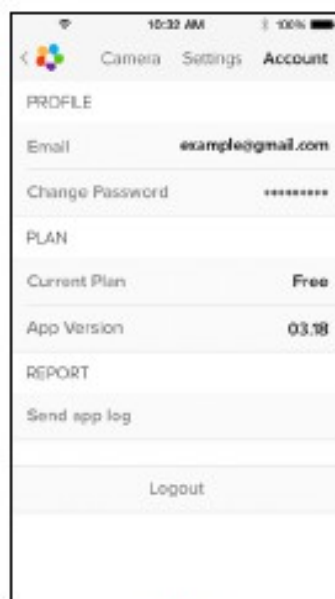 10:32 AM 100%
Camera Settings Account
PROFILE
Email example@gmail.com
Change Password •••••••••
PLAN
Current Plan Free
App Version 03.18
REPORT
Send app log
Logout